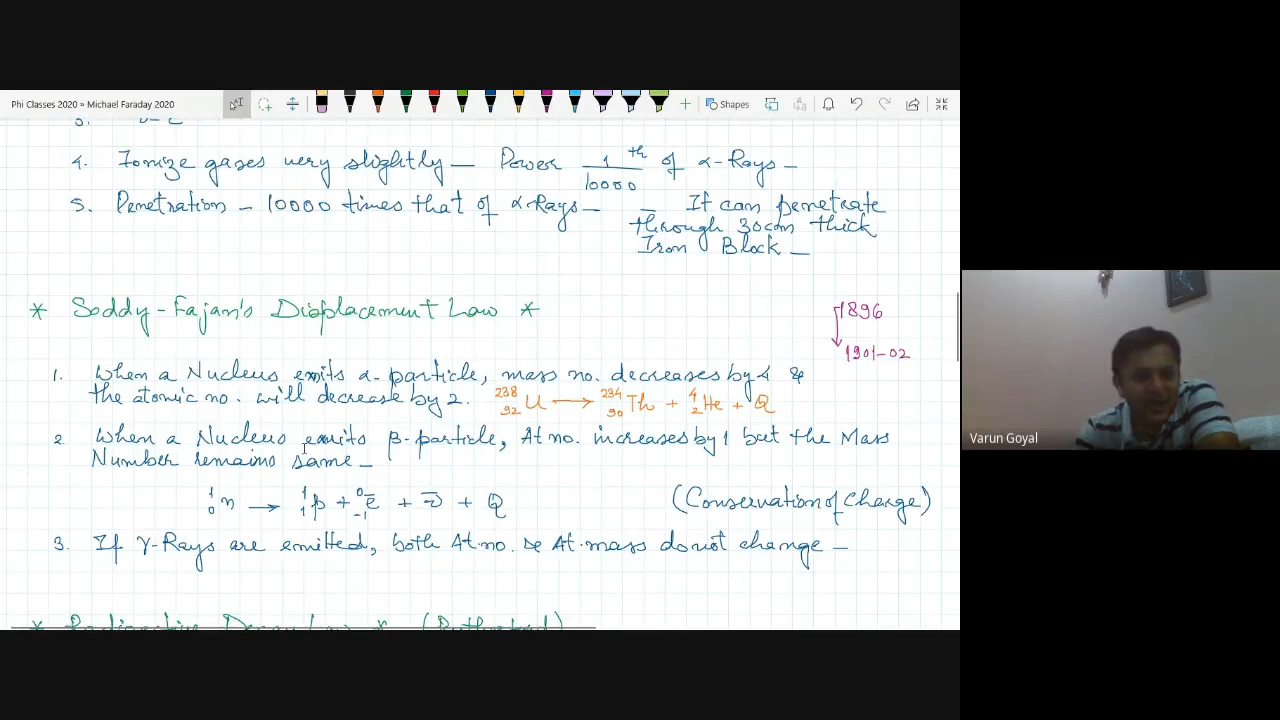 Phi Classes 2020 » Michael Faraday 2020
Shapes
4. Ionize gases very slightly — Power 1/10000 th of α-Rays —
5. Penetration — 10000 times that of α-Rays — — It can penetrate
through 30cm thick
Iron Block —
* Soddy-Fajan's Displacement Law *
1896
1901-02
1. When a Nucleus emits α-particle, mass no. decreases by 4 &
the atomic no. will decrease by 2. ²³⁸₉₂U ⟶ ²³⁴₉₀Th + ⁴₂He + Q
2 When a Nucleus emits β-particle, At no. increases by 1 but the Mass
Number remains same —
¹₀n ⟶ ¹₁p + ⁰₋₁e̅ + ν̅ + Q (Conservation of Charge)
3. If γ-Rays are emitted, both At. no. & At. mass do not change —
Varun Goyal